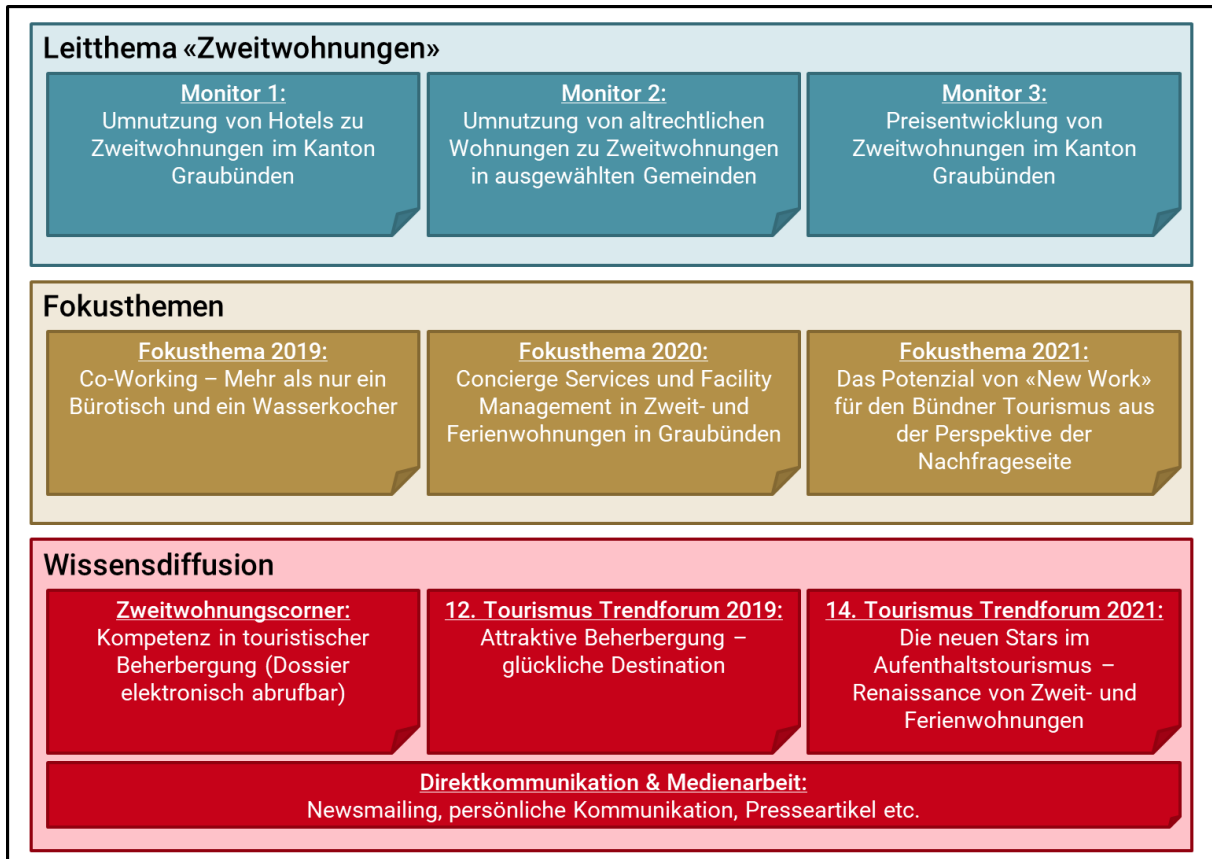 Leitthema «Zweitwohnungen»
Monitor 1:
Umnutzung von Hotels zu
Zweitwohnungen im Kanton
Graubünden
Monitor 2:
Umnutzung von altrechtlichen
Wohnungen zu Zweitwohnungen
in ausgewählten Gemeinden
Monitor 3:
Preisentwicklung von
Zweitwohnungen im Kanton
Graubünden
Fokusthemen
Fokusthema 2019:
Co-Working – Mehr als nur ein
Bürotisch und ein Wasserkocher
Fokusthema 2020:
Concierge Services und Facility
Management in Zweit- und
Ferienwohnungen in Graubünden
Fokusthema 2021:
Das Potenzial von «New Work»
für den Bündner Tourismus aus
der Perspektive der
Nachfrageseite
Wissensdiffusion
Zweitwohnungscorner:
Kompetenz in touristischer
Beherbergung (Dossier
elektronisch abrufbar)
12. Tourismus Trendforum 2019:
Attraktive Beherbergung –
glückliche Destination
14. Tourismus Trendforum 2021:
Die neuen Stars im
Aufenthaltstourismus –
Renaissance von Zweit- und
Ferienwohnungen
Direktkommunikation & Medienarbeit:
Newsmailing, persönliche Kommunikation, Presseartikel etc.